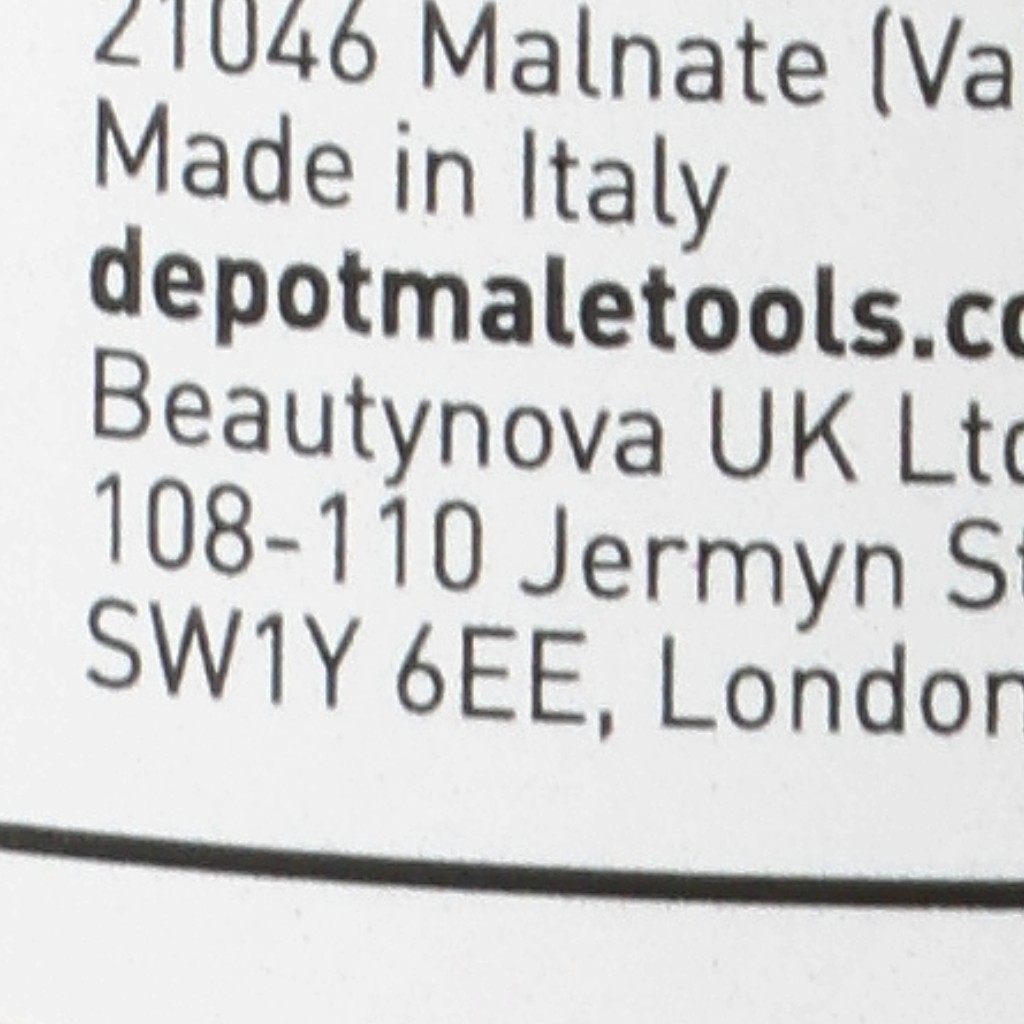 21046 Malnate (Va
Made in Italy
depotmaletools.co
Beautynova UK Ltd
108-110 Jermyn St
SW1Y 6EE, London